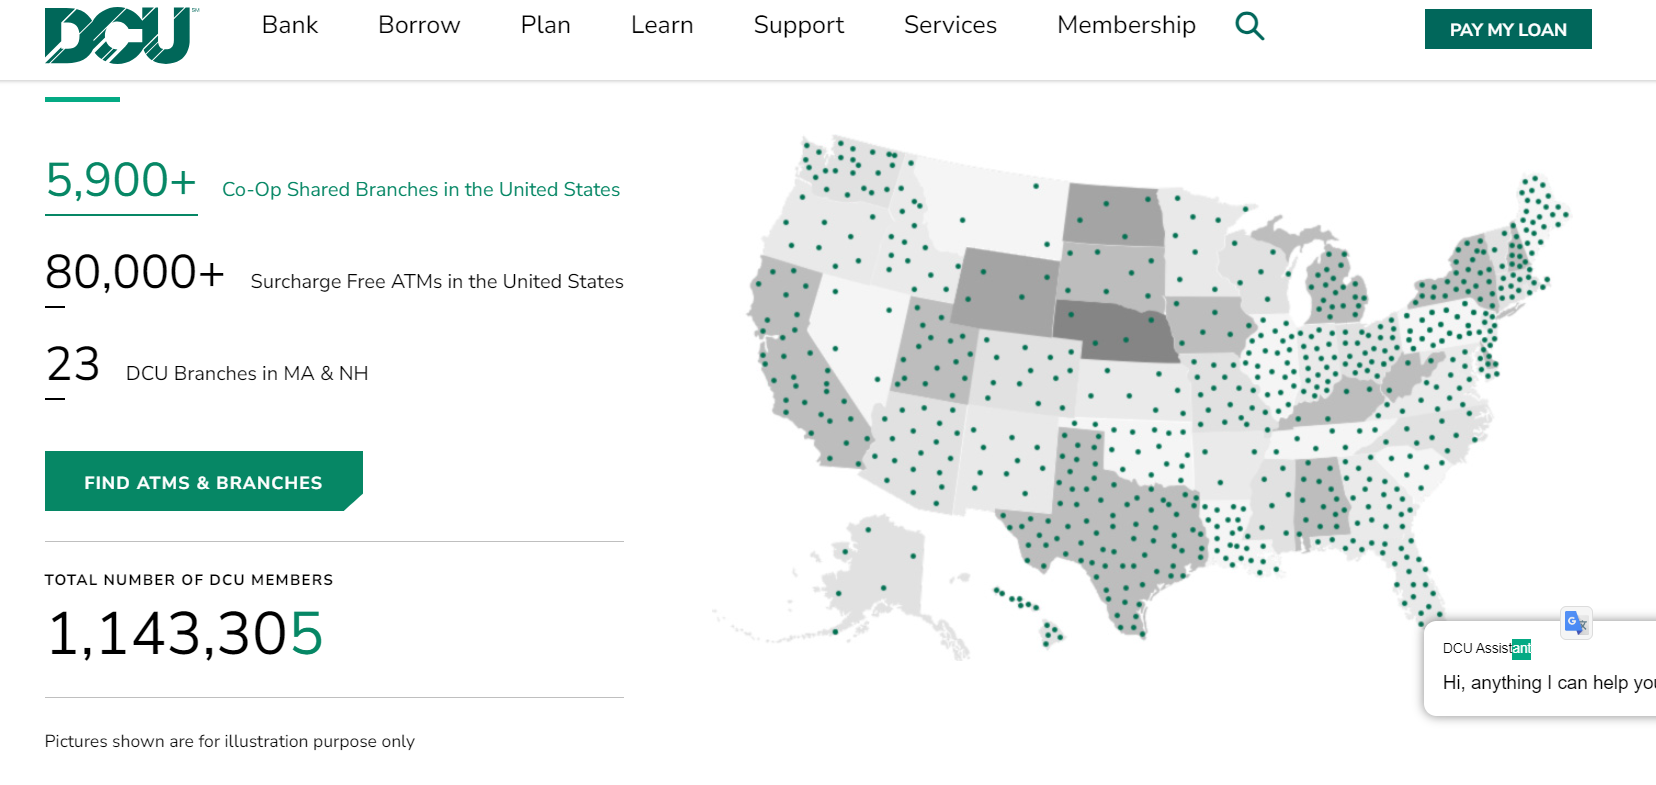 DCU SM
Bank Borrow Plan Learn Support Services Membership
PAY MY LOAN
5,900+ Co-Op Shared Branches in the United States
80,000+ Surcharge Free ATMs in the United States
23 DCU Branches in MA & NH
FIND ATMS & BRANCHES
TOTAL NUMBER OF DCU MEMBERS
1,143,305
Pictures shown are for illustration purpose only
G
DCU Assistant
Hi, anything I can help you